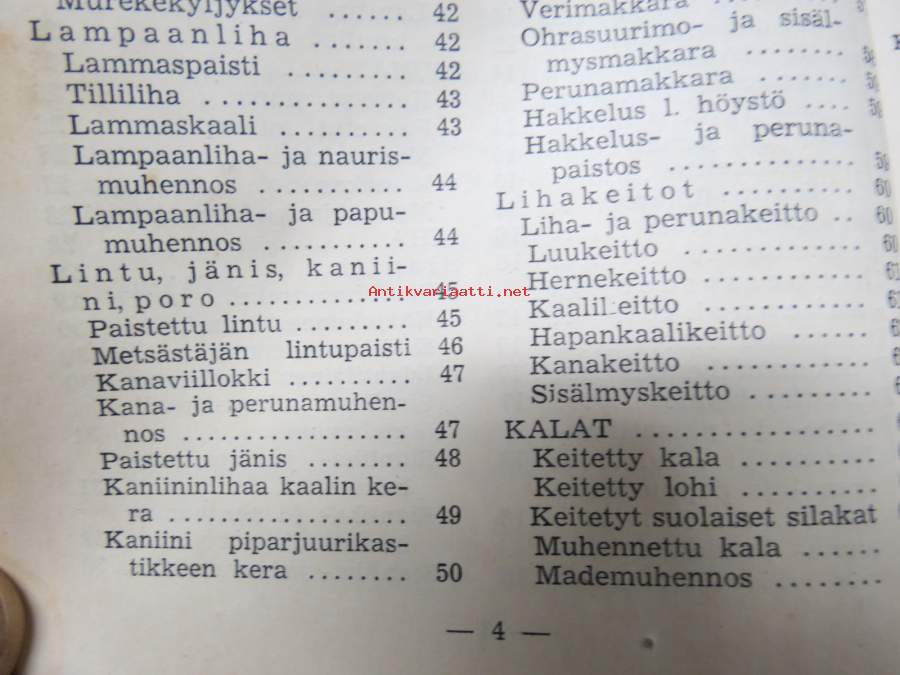 Murekekyljykset ...... 42
Lampaanliha ....... 42
Lammaspaisti ......... 42
Tilliliha ............... 43
Lammaskaali .......... 43
Lampaanliha- ja nauris-
muhennos ........... 44
Lampaanliha- ja papu-
muhennos ........... 44
Lintu, jänis, kanii-
ni, poro .............. 45
Paistettu lintu ......... 45
Metsästäjän lintupaisti 46
Kanaviillokki .......... 47
Kana- ja perunamuhen-
nos .................. 47
Paistettu jänis ........ 48
Kaniininlihaa kaalin ke-
ra ................... 49
Kaniini piparjuurikas-
tikkeen kera ........ 50
Verimakkara
Ohrasuurimo- ja sisäl-
mysmakkara ........
Perunamakkara .......
Hakkelus l. höystö ....
Hakkelus- ja peruna-
paistos ..............
Lihakeitot .......... 60
Liha- ja perunakeitto .. 60
Luukeitto ............. 60
Hernekeitto ............
Kaalikeitto ............
Hapankaalikeitto .......
Kanakeitto ............
Sisälmyskeitto .........
KALAT ..................
Keitetty kala ..........
Keitetty lohi ..........
Keitetyt suolaiset silakat
Muhennettu kala ......
Mademuhennos ........
— 4 —
Antikvariaatti.net